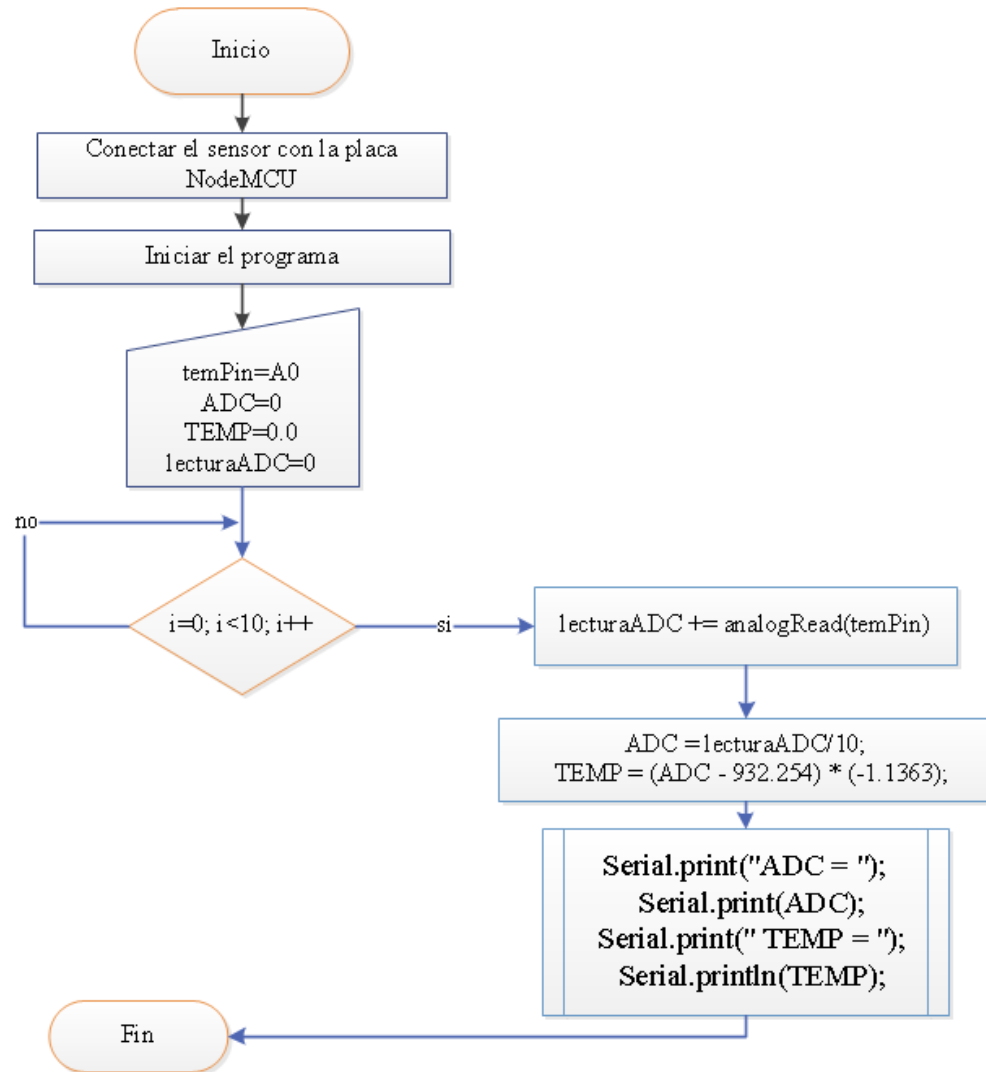 Inicio
Conectar el sensor con la placa
NodeMCU
Iniciar el programa
temPin=A0
ADC=0
TEMP=0.0
lecturaADC=0
no
i=0; i<10; i++
si
lecturaADC += analogRead(temPin)
ADC =lecturaADC/10;
TEMP = (ADC - 932.254) * (-1.1363);
Serial.print("ADC = ");
Serial.print(ADC);
Serial.print(" TEMP = ");
Serial.println(TEMP);
Fin